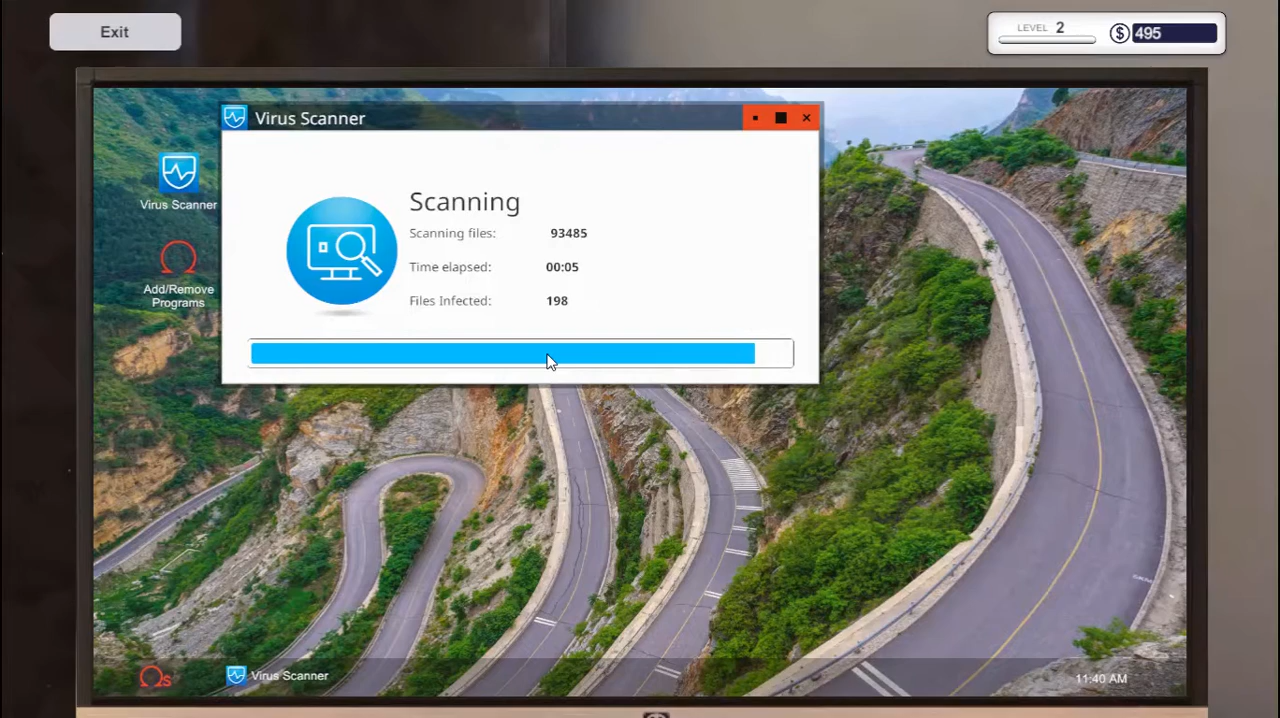 Exit
LEVEL 2
$ 495
Virus Scanner
Virus Scanner
Scanning
Scanning files: 93485
Time elapsed: 00:05
Files Infected: 198
Add/Remove
Programs
Ωs
Virus Scanner
11:40 AM